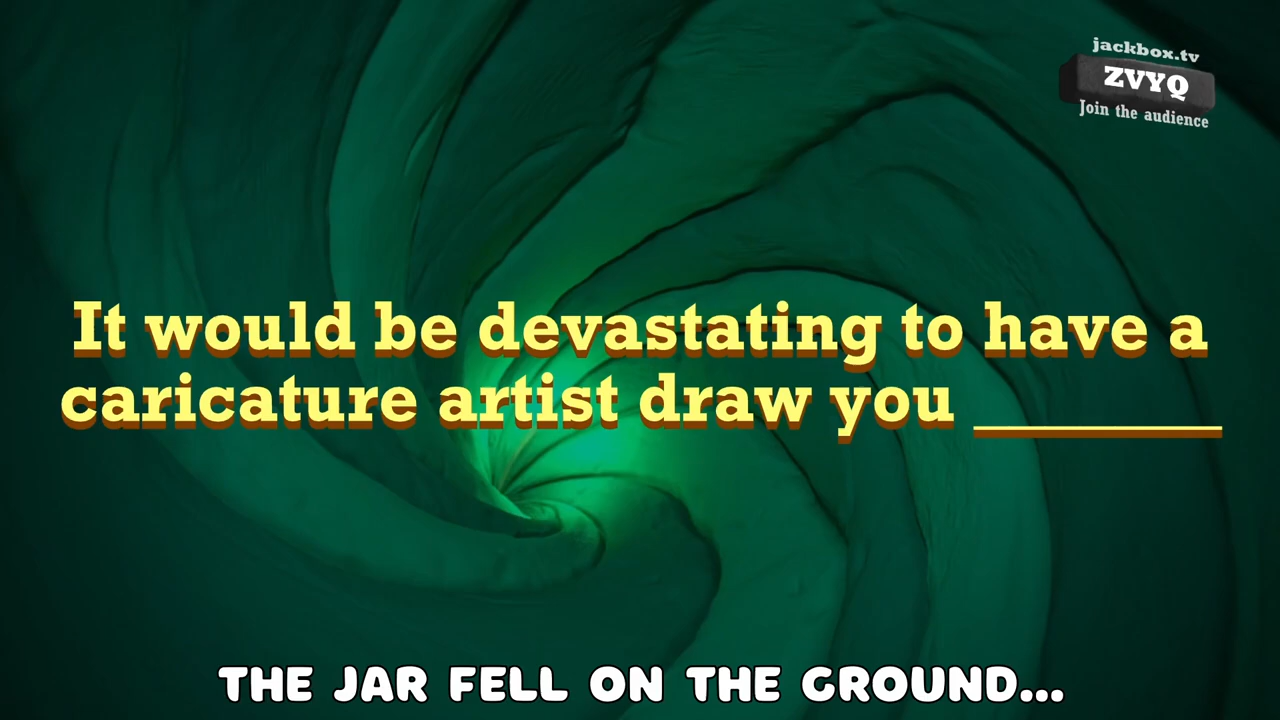 jackbox.tv
ZVYQ
Join the audience
It would be devastating to have a
caricature artist draw you ________
THE JAR FELL ON THE GROUND...